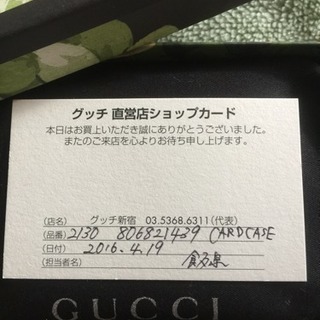 グッチ 直営店ショップカード
本日はお買上いただき誠にありがとうございました。
またのご来店を心よりお待ち申し上げます。
(店名) グッチ新宿 03.5368.6311(代表)
(品番) 2130 806821439 CARDCASE
(日付) 2016.4.19
(担当者名)
GUCCI